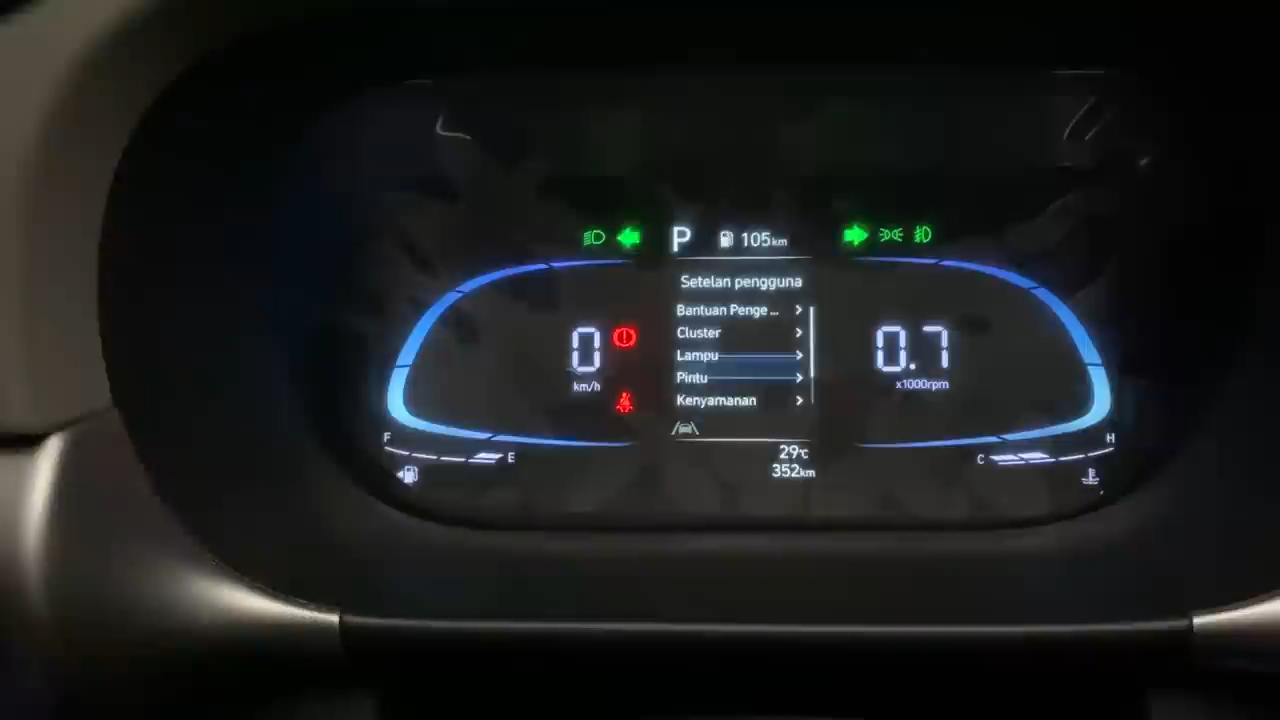 P 105km
Setelan pengguna
Bantuan Penge ...
Cluster
Lampu
Pintu
Kenyamanan
0
km/h
0.7
x1000rpm
F E
C H
29℃
352km